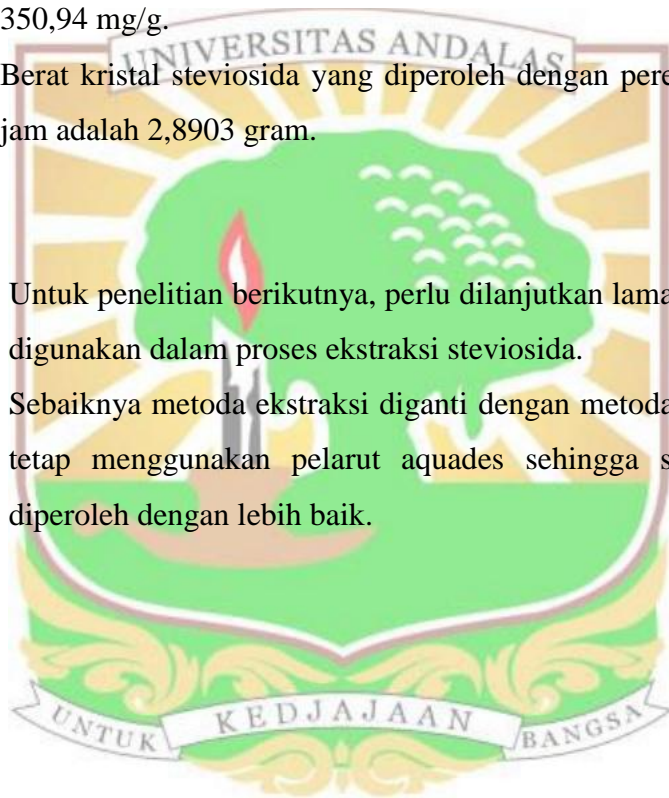 350,94 mg/g.
UNIVERSITAS ANDALAS
Berat kristal steviosida yang diperoleh dengan pere
jam adalah 2,8903 gram.
Untuk penelitian berikutnya, perlu dilanjutkan lama
digunakan dalam proses ekstraksi steviosida.
Sebaiknya metoda ekstraksi diganti dengan metoda
tetap menggunakan pelarut aquades sehingga s
diperoleh dengan lebih baik.
UNTUK KEDJAJAAN BANGSA